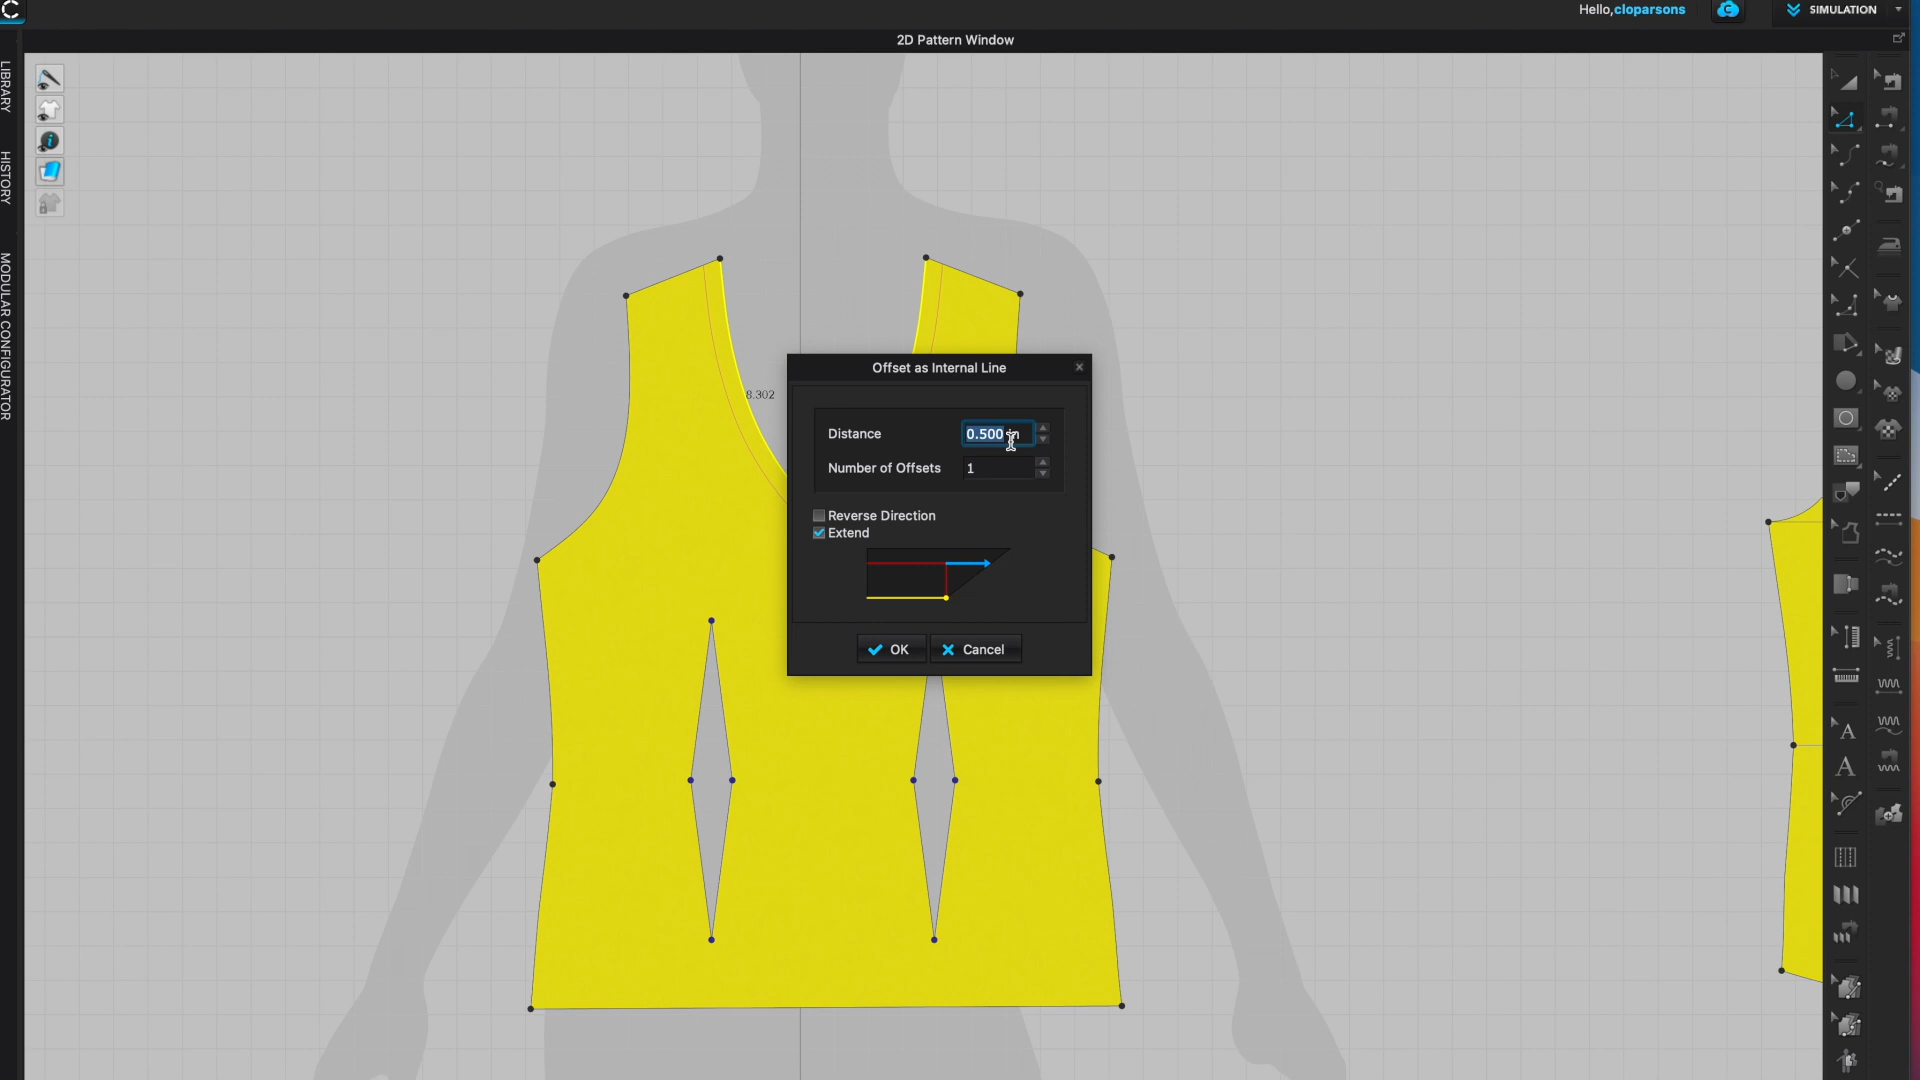 Hello,cloparsons
SIMULATION
2D Pattern Window
LIBRARY
HISTORY
MODULAR CONFIGURATOR
8.302
Offset as Internal Line
Distance
0.500
Number of Offsets
1
Reverse Direction
Extend
OK
Cancel
A
A